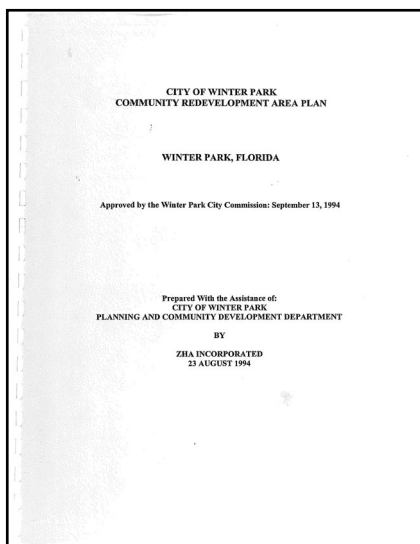 CITY OF WINTER PARK
COMMUNITY REDEVELOPMENT AREA PLAN
WINTER PARK, FLORIDA
Approved by the Winter Park City Commission: September 13, 1994
Prepared With the Assistance of:
CITY OF WINTER PARK
PLANNING AND COMMUNITY DEVELOPMENT DEPARTMENT
BY
ZHA INCORPORATED
23 AUGUST 1994